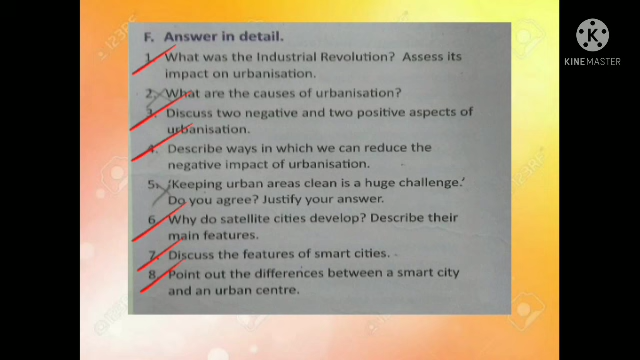 F. Answer in detail.
1. What was the Industrial Revolution? Assess its
impact on urbanisation.
2. What are the causes of urbanisation?
3. Discuss two negative and two positive aspects of
urbanisation.
4. Describe ways in which we can reduce the
negative impact of urbanisation.
5. ‘Keeping urban areas clean is a huge challenge.’
Do you agree? Justify your answer.
6. Why do satellite cities develop? Describe their
main features.
7. Discuss the features of smart cities.
8. Point out the differences between a smart city
and an urban centre.
K
KINEMASTER